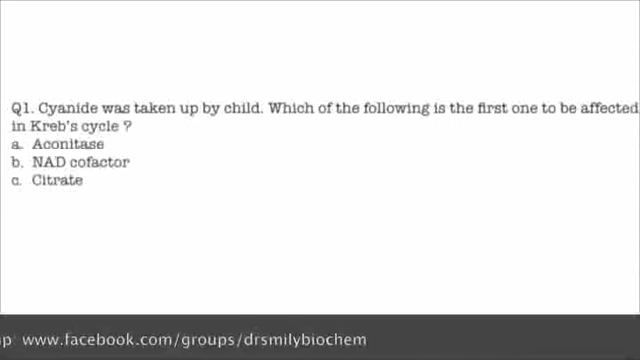 Q1. Cyanide was taken up by child. Which of the following is the first one to be affected
in Kreb's cycle ?
a. Aconitase
b. NAD cofactor
c. Citrate
www.facebook.com/groups/drsmilybiochem